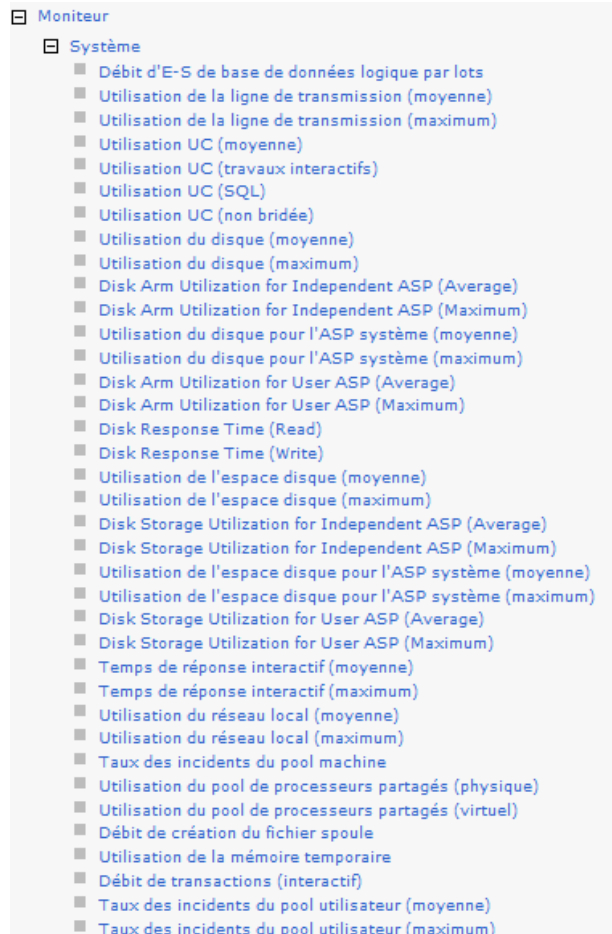 Moniteur
Système
Débit d'E-S de base de données logique par lots
Utilisation de la ligne de transmission (moyenne)
Utilisation de la ligne de transmission (maximum)
Utilisation UC (moyenne)
Utilisation UC (travaux interactifs)
Utilisation UC (SQL)
Utilisation UC (non bridée)
Utilisation du disque (moyenne)
Utilisation du disque (maximum)
Disk Arm Utilization for Independent ASP (Average)
Disk Arm Utilization for Independent ASP (Maximum)
Utilisation du disque pour l'ASP système (moyenne)
Utilisation du disque pour l'ASP système (maximum)
Disk Arm Utilization for User ASP (Average)
Disk Arm Utilization for User ASP (Maximum)
Disk Response Time (Read)
Disk Response Time (Write)
Utilisation de l'espace disque (moyenne)
Utilisation de l'espace disque (maximum)
Disk Storage Utilization for Independent ASP (Average)
Disk Storage Utilization for Independent ASP (Maximum)
Utilisation de l'espace disque pour l'ASP système (moyenne)
Utilisation de l'espace disque pour l'ASP système (maximum)
Disk Storage Utilization for User ASP (Average)
Disk Storage Utilization for User ASP (Maximum)
Temps de réponse interactif (moyenne)
Temps de réponse interactif (maximum)
Utilisation du réseau local (moyenne)
Utilisation du réseau local (maximum)
Taux des incidents du pool machine
Utilisation du pool de processeurs partagés (physique)
Utilisation du pool de processeurs partagés (virtuel)
Débit de création du fichier spoule
Utilisation de la mémoire temporaire
Débit de transactions (interactif)
Taux des incidents du pool utilisateur (moyenne)
Taux des incidents du pool utilisateur (maximum)